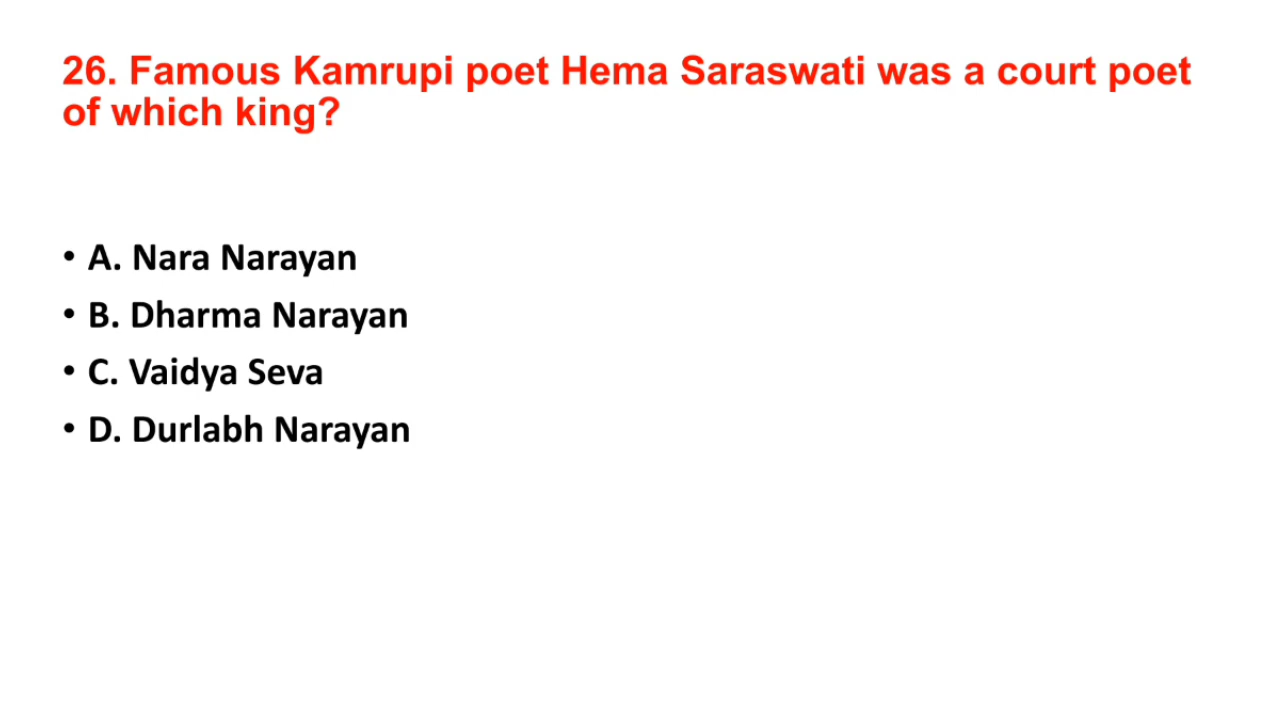 26. Famous Kamrupi poet Hema Saraswati was a court poet
of which king?
• A. Nara Narayan
• B. Dharma Narayan
• C. Vaidya Seva
• D. Durlabh Narayan